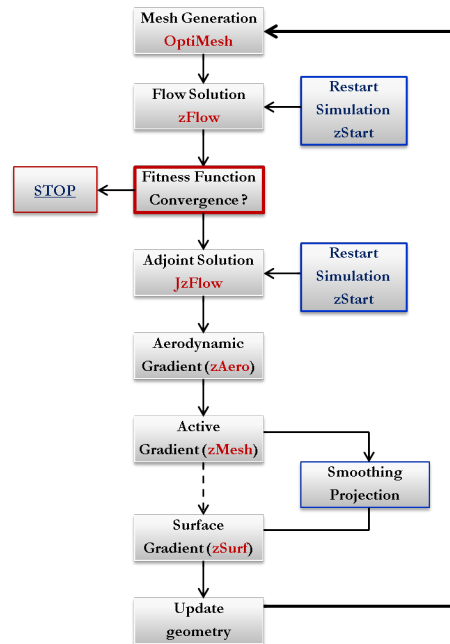 Mesh Generation
OptiMesh
Flow Solution
zFlow
Restart
Simulation
zStart
STOP
Fitness Function
Convergence ?
Adjoint Solution
JzFlow
Restart
Simulation
zStart
Aerodynamic
Gradient (zAero)
Active
Gradient (zMesh)
Smoothing
Projection
Surface
Gradient (zSurf)
Update
geometry